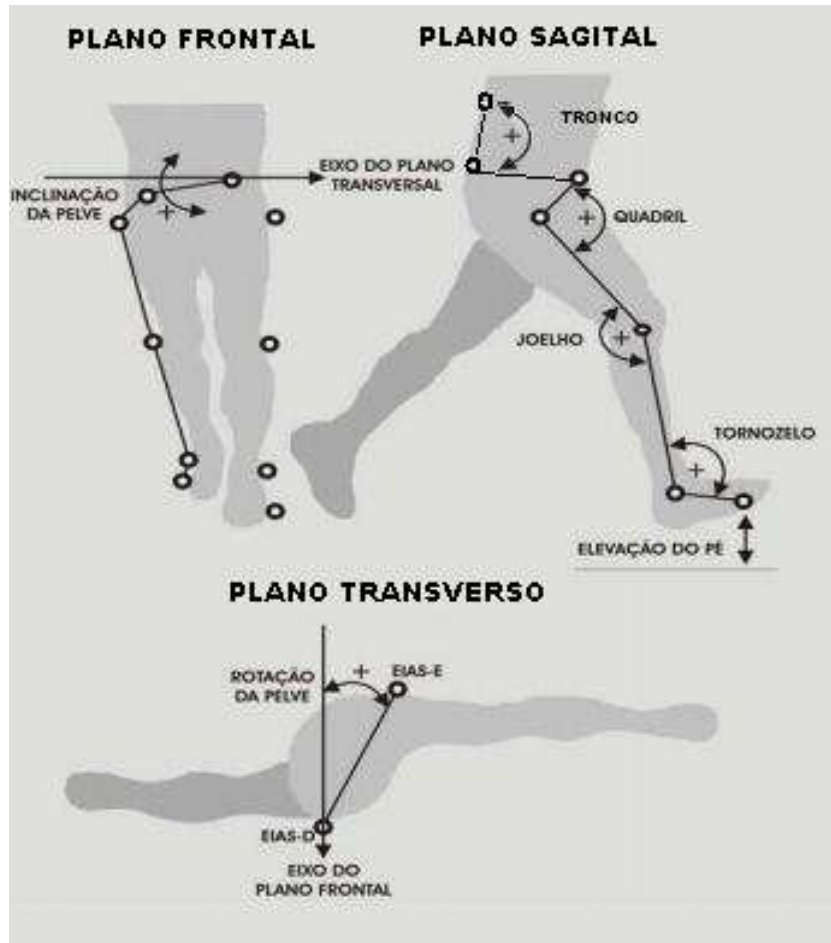 PLANO FRONTAL
PLANO SAGITAL
TRONCO
EIXO DO PLANO
TRANSVERSAL
INCLINAÇÃO
DA PELVE
QUADRIL
JOELHO
TORNOZELO
ELEVAÇÃO DO PÉ
PLANO TRANSVERSO
ROTAÇÃO
DA PELVE
EIAS-E
EIAS-D
EIXO DO
PLANO FRONTAL